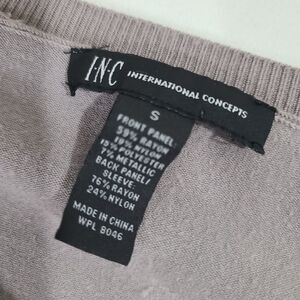 I·N·C INTERNATIONAL CONCEPTS
S
FRONT PANEL:
59% RAYON
19% NYLON
15% POLYESTER
7% METALLIC
BACK PANEL/
SLEEVE:
76% RAYON
24% NYLON
MADE IN CHINA
WPL 8046